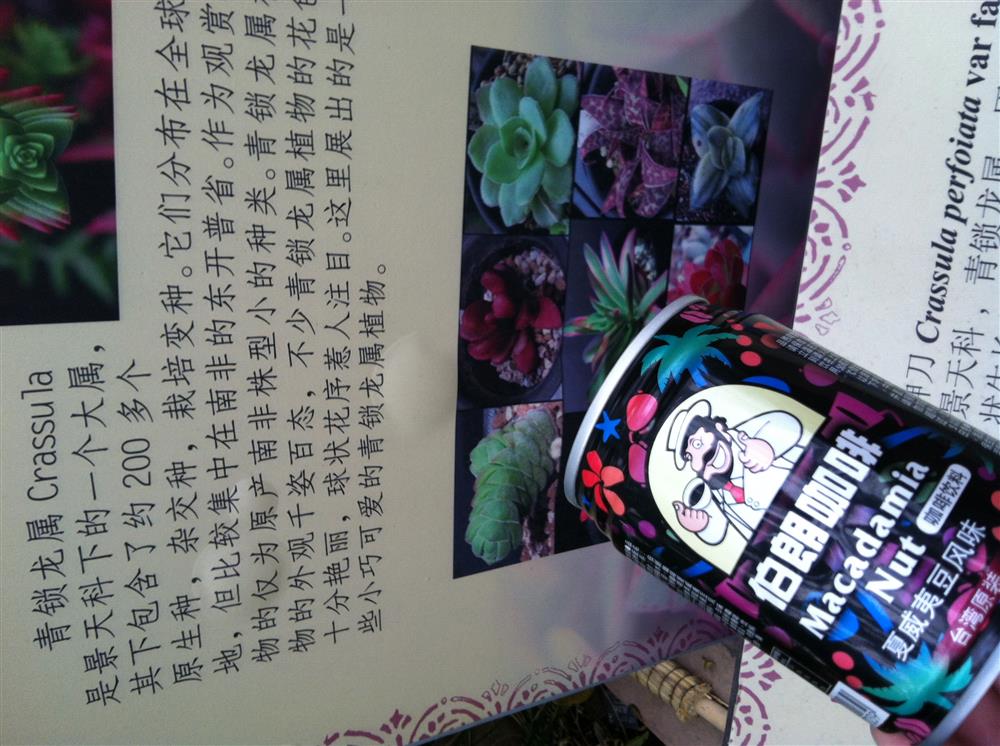 青锁龙属 Crassula
是景天科下的一个大属，
其下包含了约 200 多个
原生种，杂交种，栽培变种。它们分布在全球
地，但比较集中在南非的东开普省。作为观赏
物的仅为原产南非株型小的种类。青锁龙属
物的外观千姿百态，不少青锁龙属植物的花色
十分艳丽，球状花序惹人注目。这里展出的是一
些小巧可爱的青锁龙属植物。
刀 Crassula perfoiata var fa
景天科，青锁龙属
伯朗咖啡
Macadamia
Nut
咖啡饮料
夏威夷豆风味
台湾原装